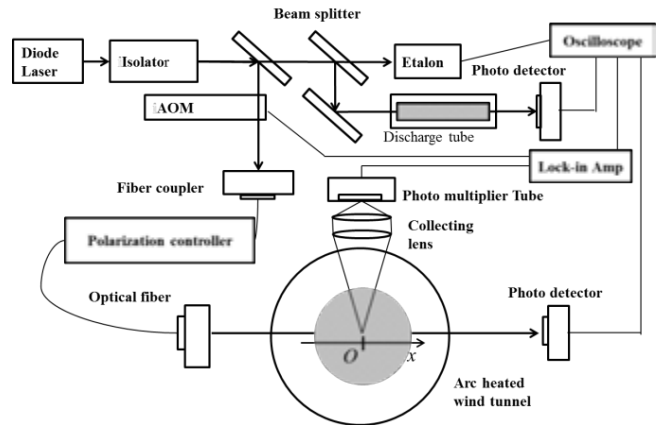 Beam splitter
Diode
Laser
Isolator
Etalon
Oscilloscope
Photo detector
AOM
Discharge tube
Lock-in Amp
Fiber coupler
Photo multiplier Tube
Collecting
lens
Polarization controller
Optical fiber
Photo detector
O
x
Arc heated
wind tunnel